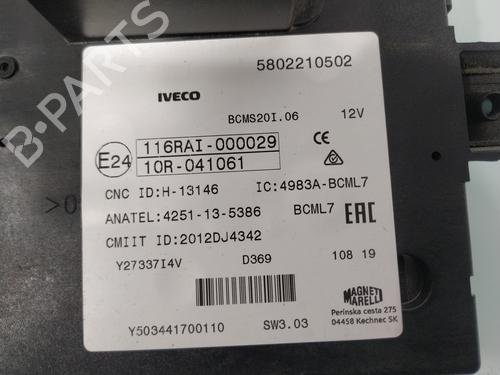 5802210502
IVECO
BCMS20I.06 12V
E24 116RAI-000029 CE
10R-041061
CNC ID:H-13146 IC:4983A-BCML7
ANATEL:4251-13-5386 BCML7 EAC
CMIIT ID:2012DJ4342
Y27337I4V D369 108 19
MAGNETI MARELLI
Perinska cesta 275
04458 Kechnec SK
Y503441700110 SW3.03
>
B-PARTS